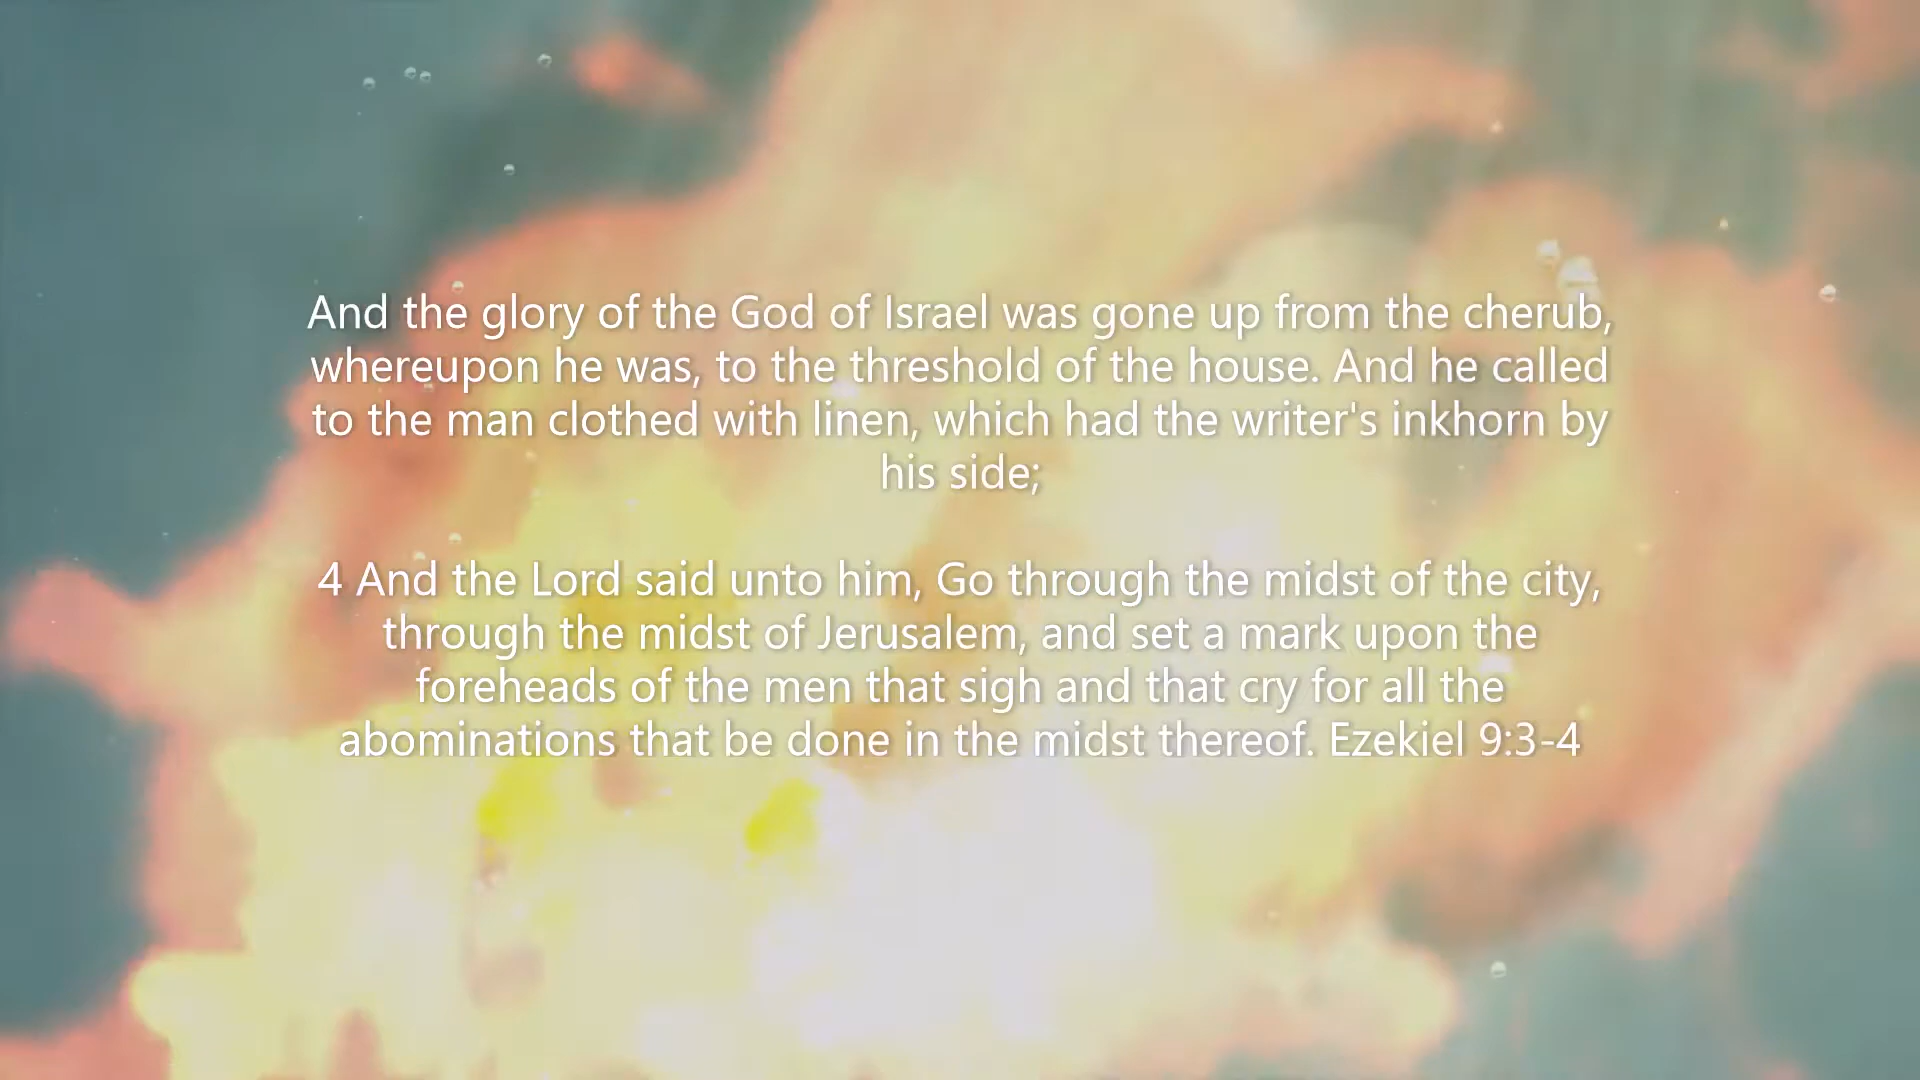 And the glory of the God of Israel was gone up from the cherub,
whereupon he was, to the threshold of the house. And he called
to the man clothed with linen, which had the writer's inkhorn by
his side;
4 And the Lord said unto him, Go through the midst of the city,
through the midst of Jerusalem, and set a mark upon the
foreheads of the men that sigh and that cry for all the
abominations that be done in the midst thereof. Ezekiel 9:3-4